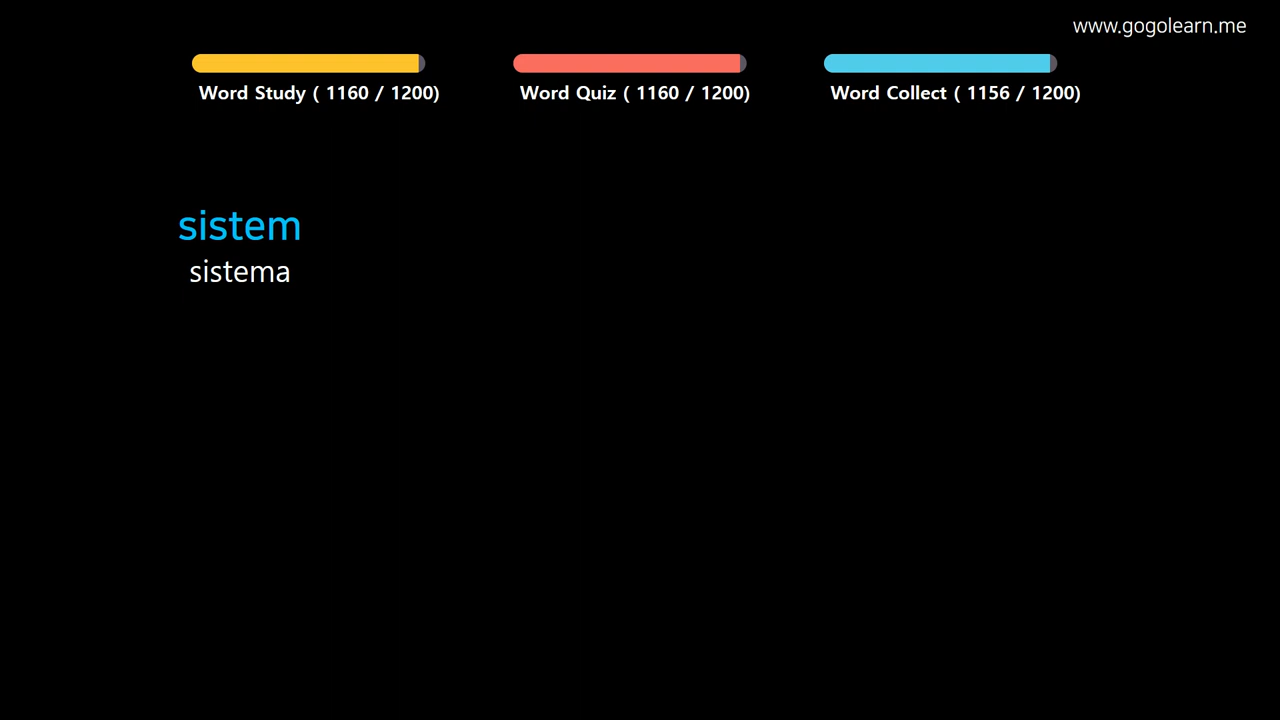 www.gogolearn.me
Word Study ( 1160 / 1200)
Word Quiz ( 1160 / 1200)
Word Collect ( 1156 / 1200)
sistem
sistema